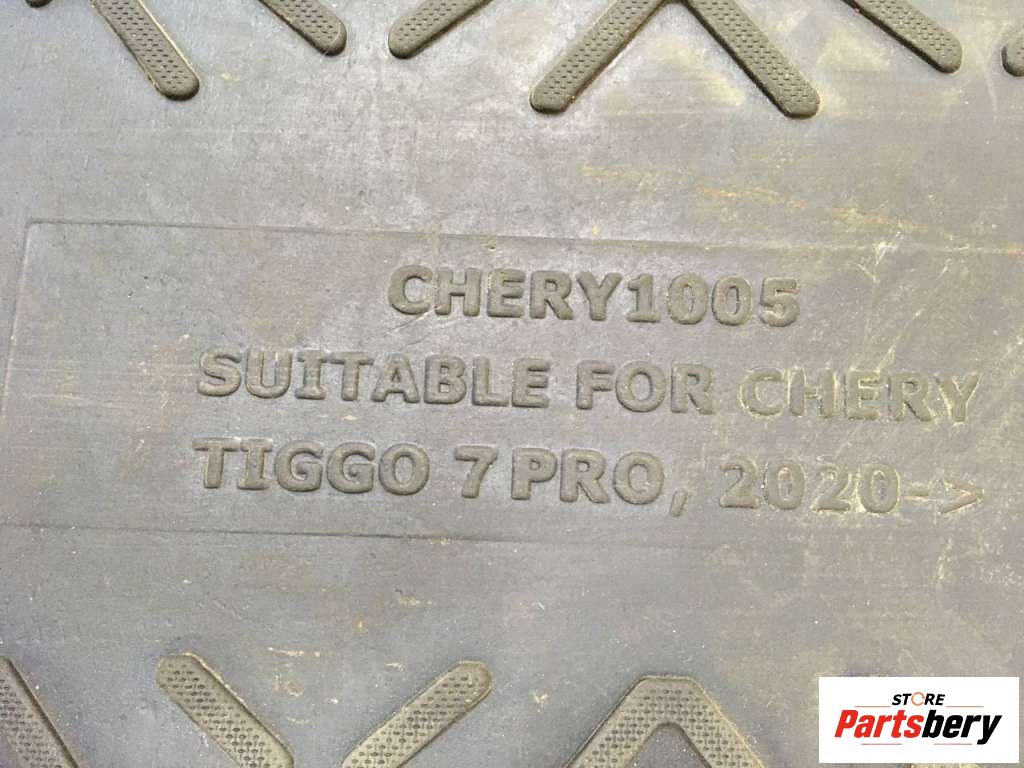 CHERY1005
SUITABLE FOR CHERY
TIGGO 7 PRO, 2020->
STORE
Partsbery